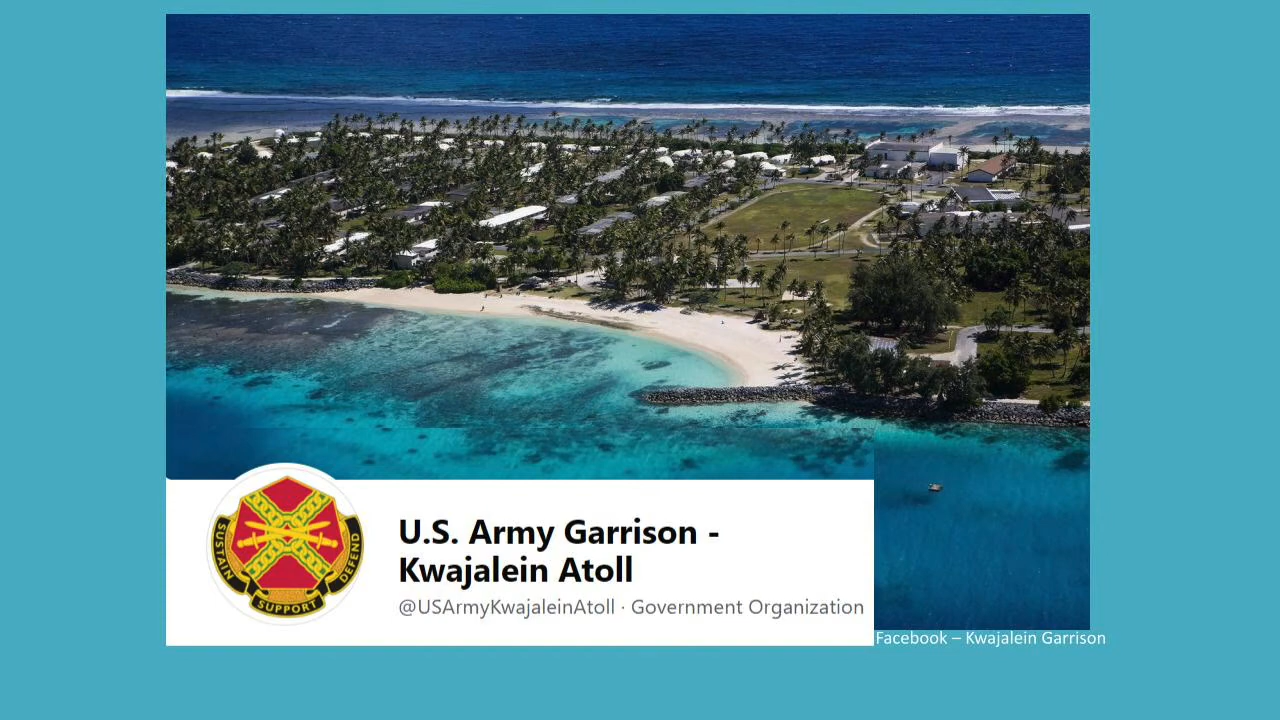 SUSTAIN
SUPPORT
DEFEND
U.S. Army Garrison -
Kwajalein Atoll
@USArmyKwajaleinAtoll · Government Organization
Facebook – Kwajalein Garrison